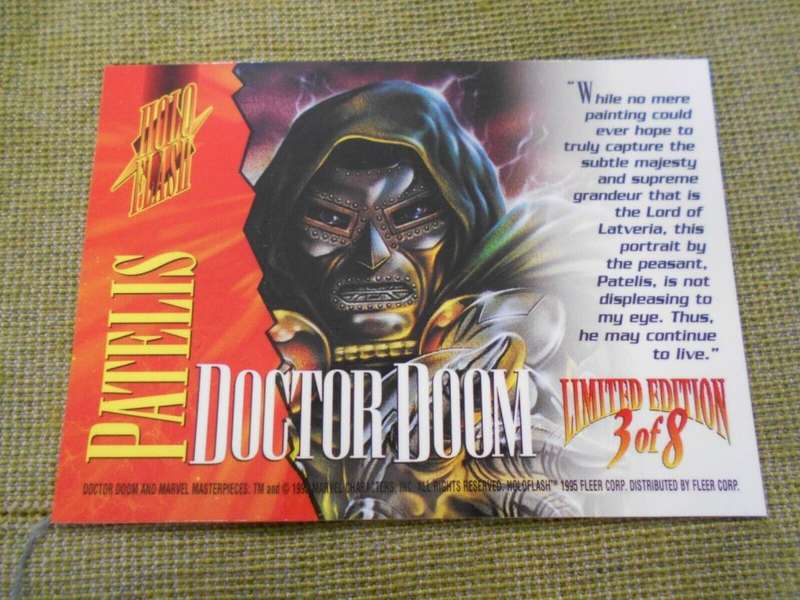 HOLO
FLASH
PATELIS
"While no mere
painting could
ever hope to
truly capture the
subtle majesty
and supreme
grandeur that is
the Lord of
Latveria, this
portrait by
the peasant,
Patelis, is not
displeasing to
my eye. Thus,
he may continue
to live."
DOCTOR DOOM
LIMITED EDITION
3 of 8
DOCTOR DOOM AND MARVEL MASTERPIECES: TM and © 1995 MARVEL CHARACTERS, INC. ALL RIGHTS RESERVED. HOLOFLASH™ 1995 FLEER CORP. DISTRIBUTED BY FLEER CORP.